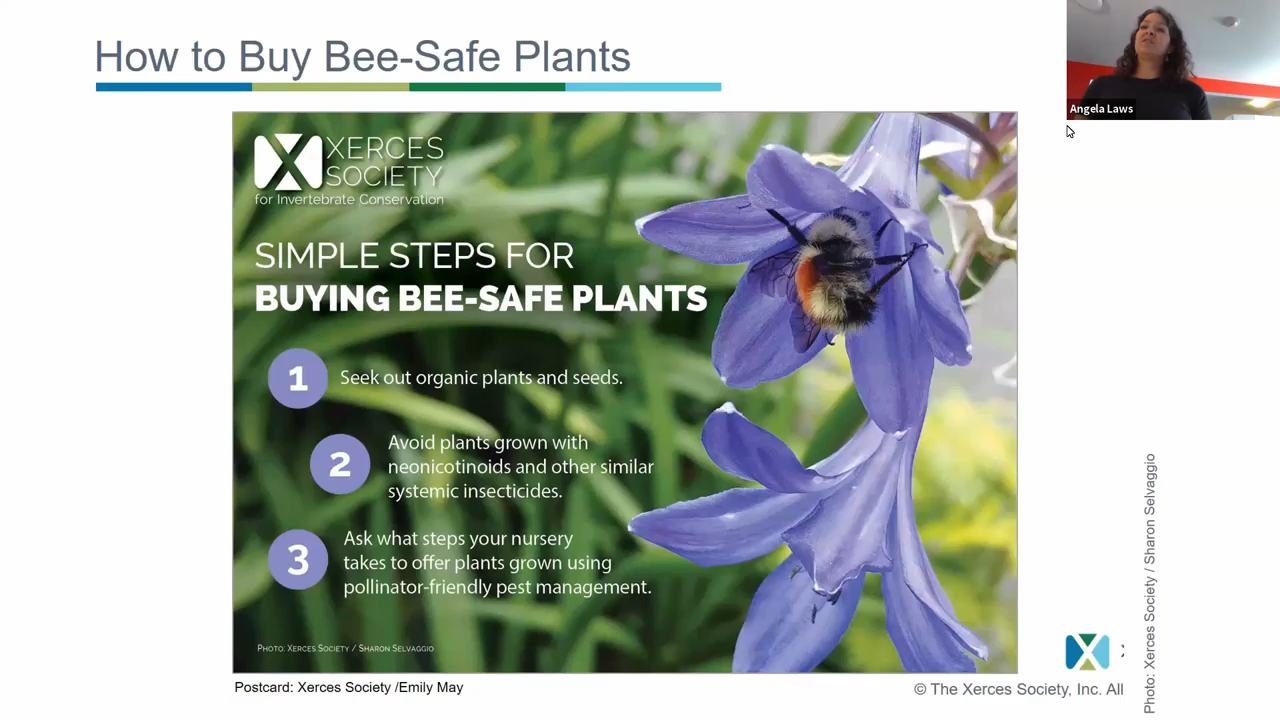 How to Buy Bee-Safe Plants
Angela Laws
XERCES
SOCIETY
for Invertebrate Conservation
SIMPLE STEPS FOR
BUYING BEE-SAFE PLANTS
1 Seek out organic plants and seeds.
2 Avoid plants grown with
neonicotinoids and other similar
systemic insecticides.
3 Ask what steps your nursery
takes to offer plants grown using
pollinator-friendly pest management.
PHOTO: XERCES SOCIETY / SHARON SELVAGGIO
Postcard: Xerces Society /Emily May
© The Xerces Society, Inc. All
Photo: Xerces Society / Sharon Selvaggio